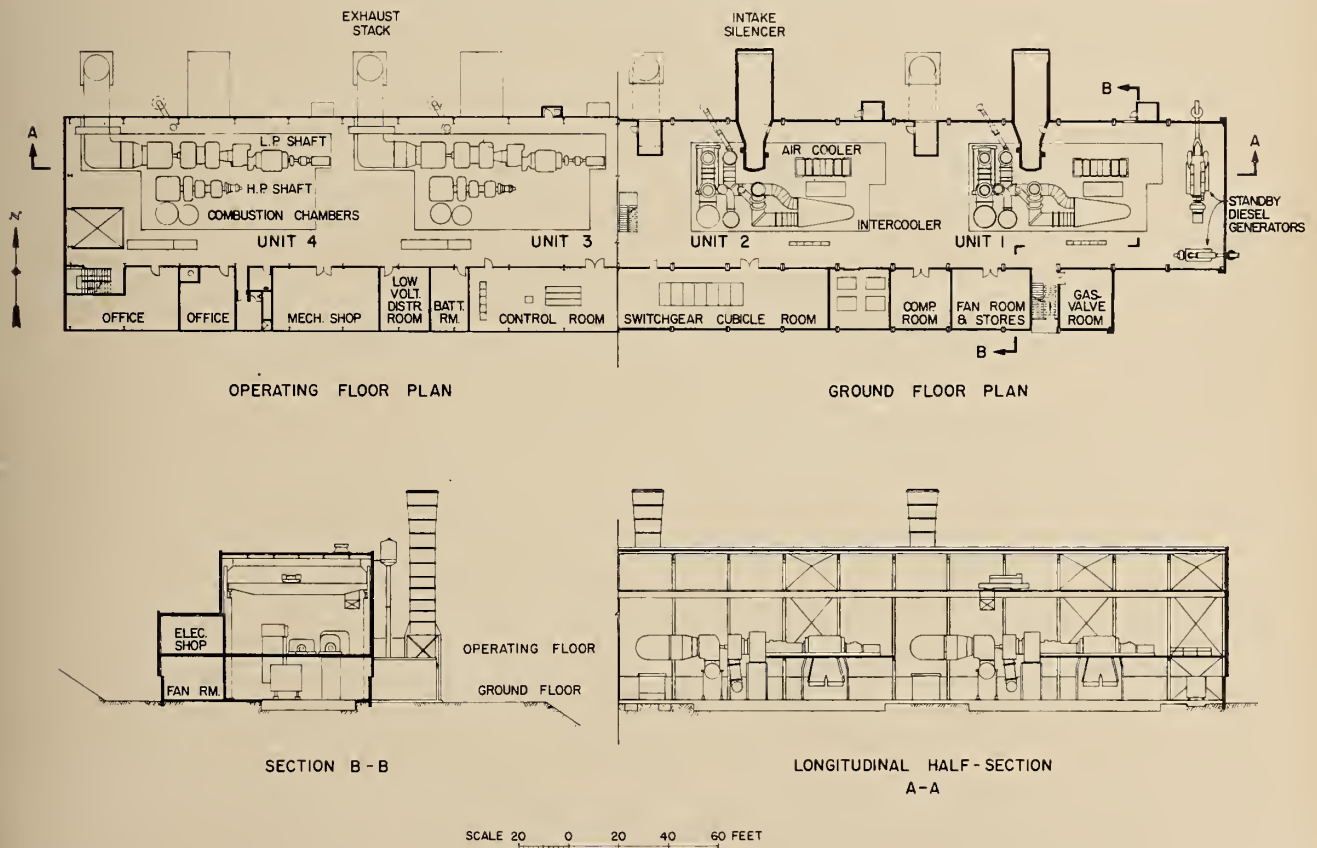 EXHAUST
STACK
INTAKE
SILENCER
B
A
L.P. SHAFT
H.P. SHAFT
COMBUSTION CHAMBERS
UNIT 4
UNIT 3
AIR COOLER
INTERCOOLER
UNIT 2
UNIT 1
A
STANDBY
DIESEL
GENERATORS
N
OFFICE
OFFICE
MECH. SHOP
LOW
VOLT.
DISTR.
ROOM
BATT.
RM.
CONTROL ROOM
SWITCHGEAR CUBICLE ROOM
COMP.
ROOM
FAN ROOM
& STORES
GAS-
VALVE
ROOM
B
OPERATING FLOOR PLAN
GROUND FLOOR PLAN
ELEC.
SHOP
FAN RM.
OPERATING FLOOR
GROUND FLOOR
SECTION B-B
LONGITUDINAL HALF-SECTION
A-A
SCALE 20 0 20 40 60 FEET